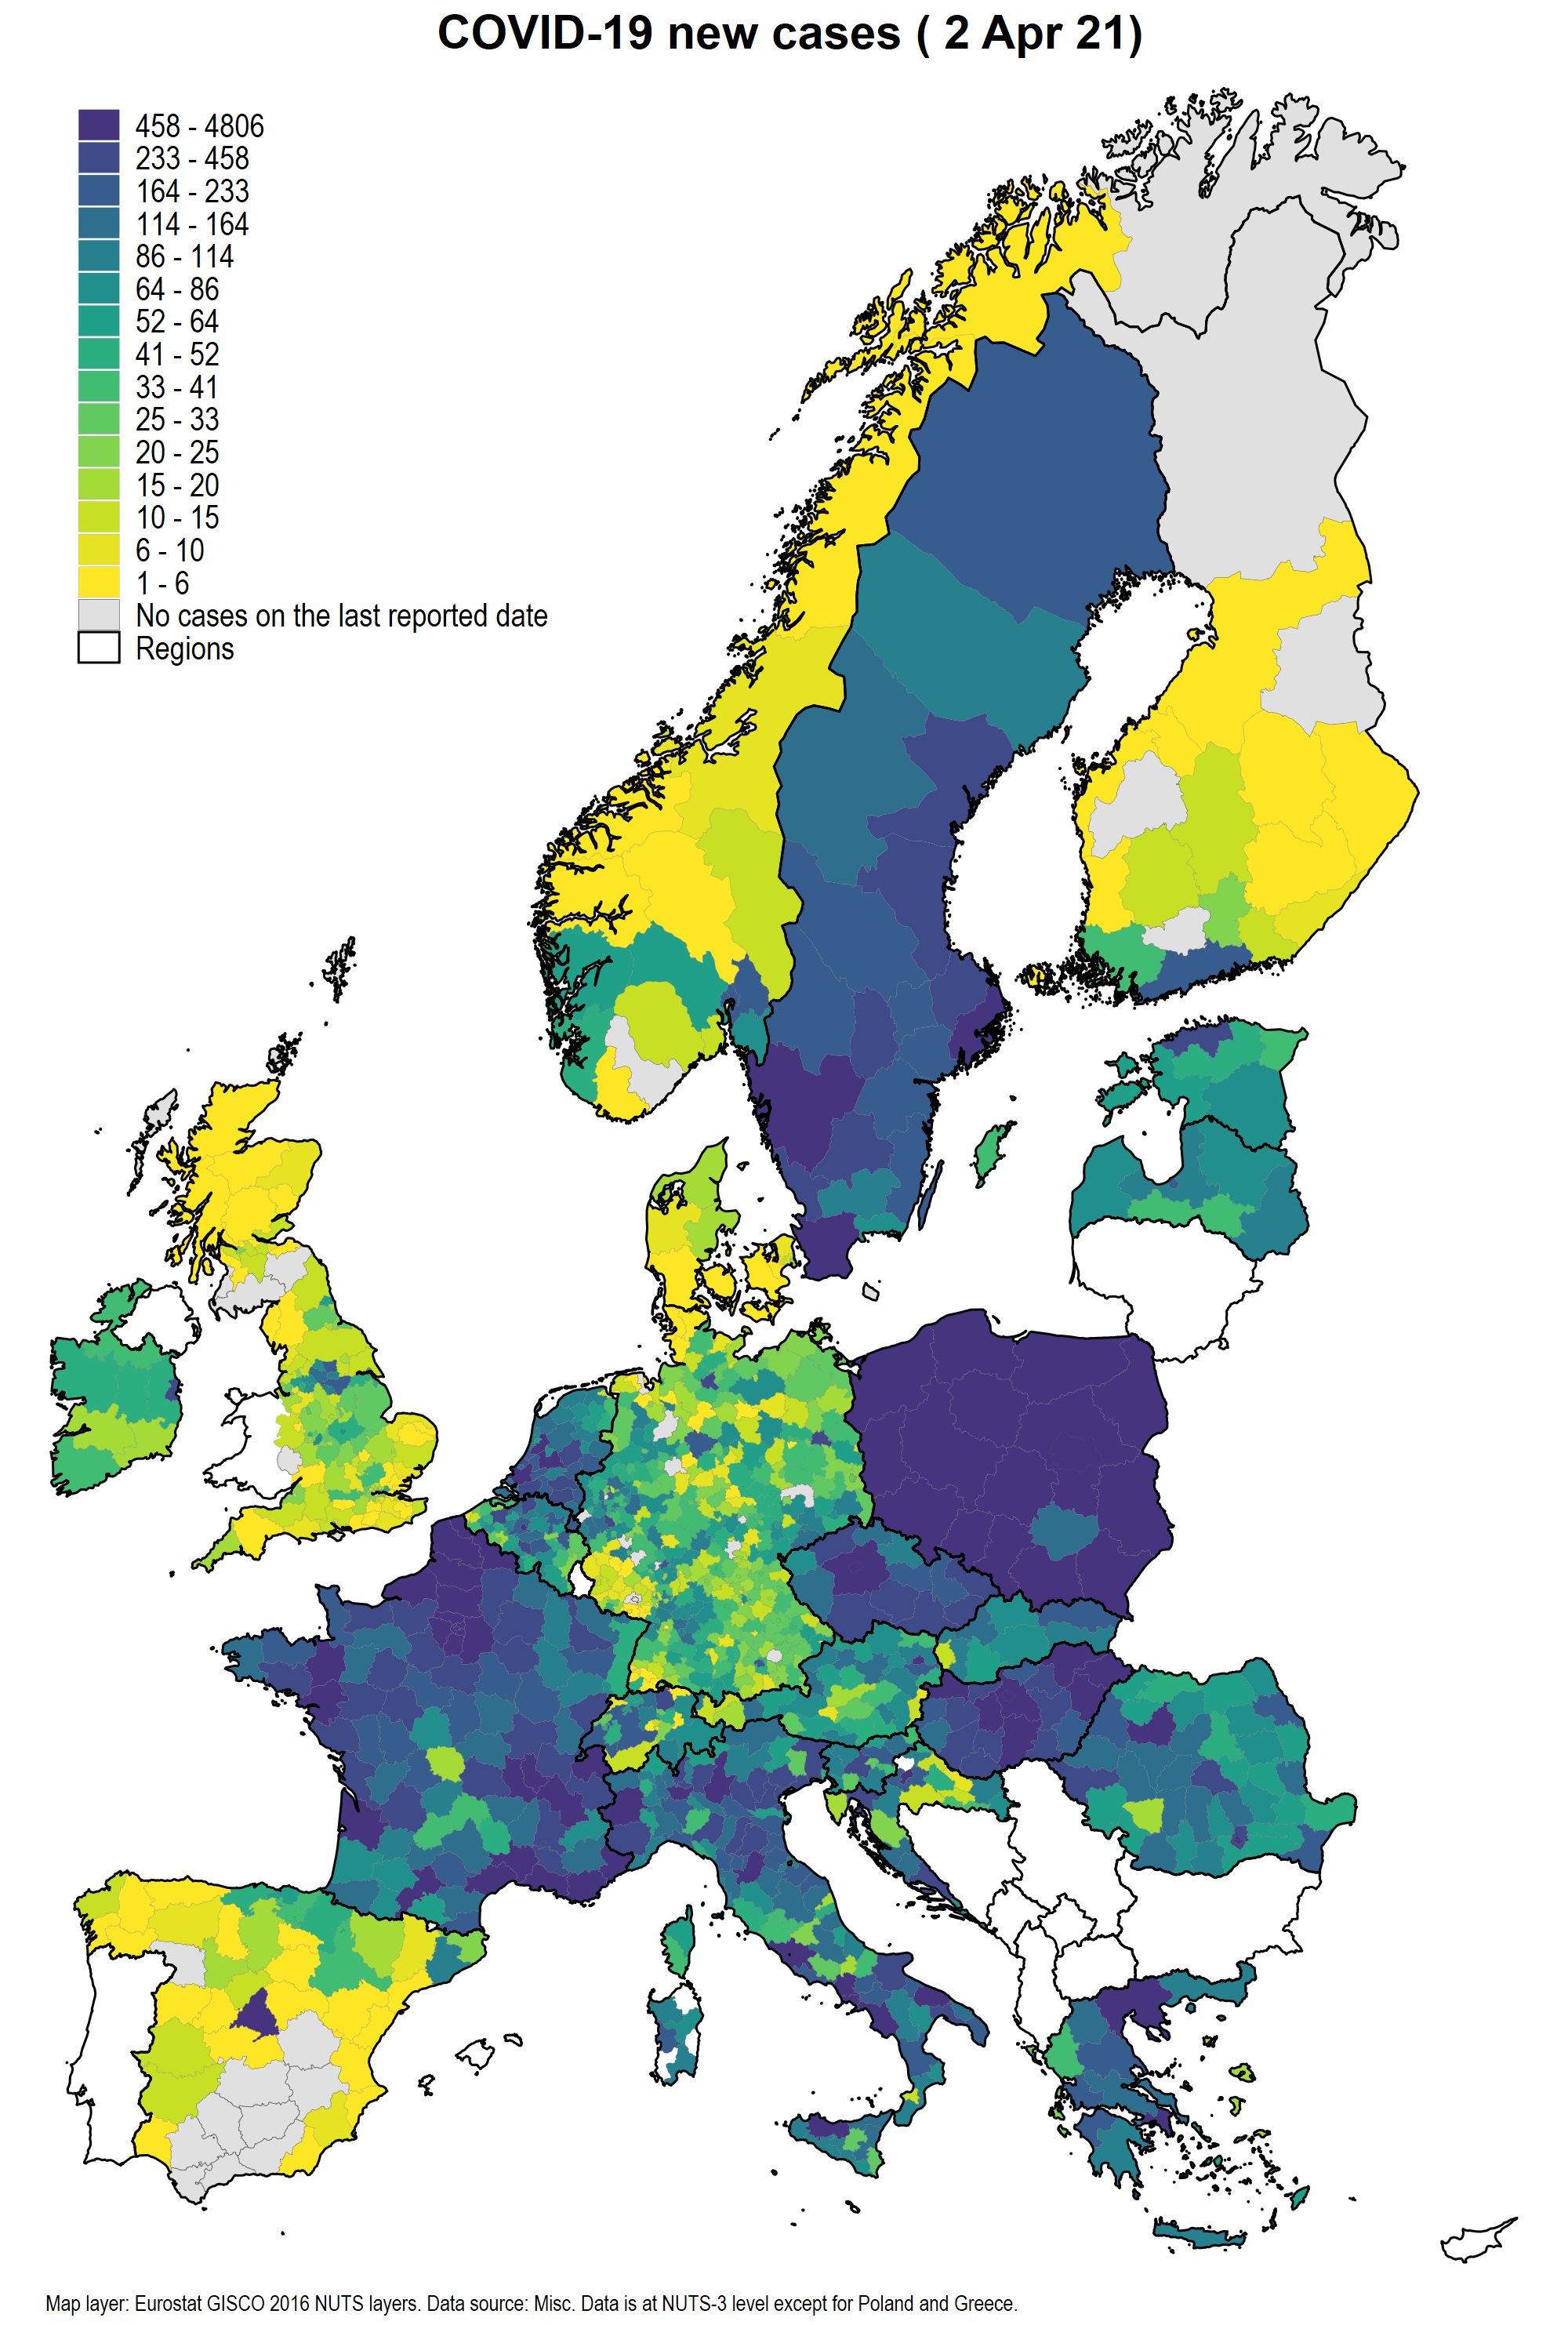 COVID-19 new cases ( 2 Apr 21)
458 - 4806
233 - 458
164 - 233
114 - 164
86 - 114
64 - 86
52 - 64
41 - 52
33 - 41
25 - 33
20 - 25
15 - 20
10 - 15
6 - 10
1 - 6
No cases on the last reported date
Regions
Map layer: Eurostat GISCO 2016 NUTS layers. Data source: Misc. Data is at NUTS-3 level except for Poland and Greece.